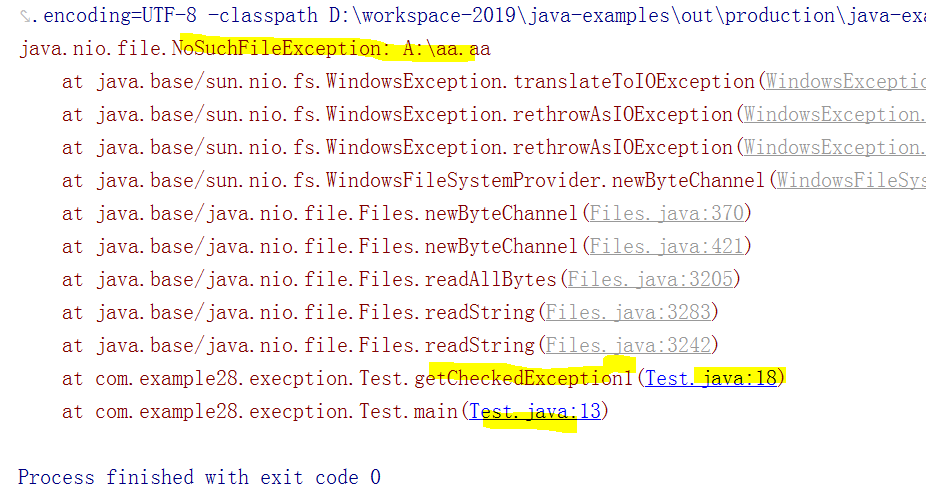 .encoding=UTF-8 -classpath D:\workspace-2019\java-examples\out\production\java-exa
java.nio.file.NoSuchFileException: A:\aa.aa
at java.base/sun.nio.fs.WindowsException.translateToIOException(WindowsExceptio
at java.base/sun.nio.fs.WindowsException.rethrowAsIOException(WindowsException.
at java.base/sun.nio.fs.WindowsException.rethrowAsIOException(WindowsException.
at java.base/sun.nio.fs.WindowsFileSystemProvider.newByteChannel(WindowsFileSys
at java.base/java.nio.file.Files.newByteChannel(Files.java:370)
at java.base/java.nio.file.Files.newByteChannel(Files.java:421)
at java.base/java.nio.file.Files.readAllBytes(Files.java:3205)
at java.base/java.nio.file.Files.readString(Files.java:3283)
at java.base/java.nio.file.Files.readString(Files.java:3242)
at com.example28.execption.Test.getCheckedException1(Test.java:18)
at com.example28.execption.Test.main(Test.java:13)
Process finished with exit code 0